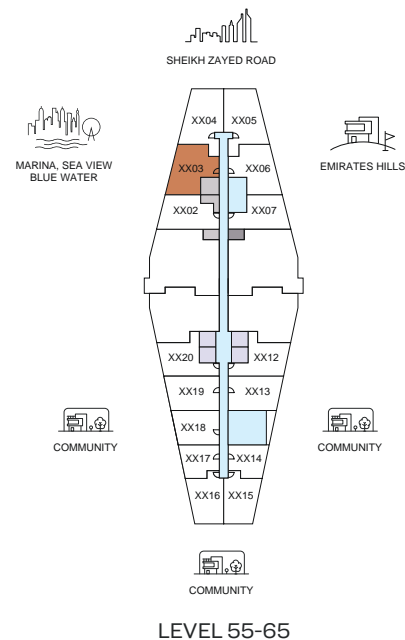 SHEIKH ZAYED ROAD
XX04 XX05
MARINA, SEA VIEW
BLUE WATER
EMIRATES HILLS
XX03 XX06
XX02 XX07
XX20 XX12
XX19 XX13
XX18
COMMUNITY
COMMUNITY
XX17 XX14
XX16 XX15
COMMUNITY
LEVEL 55-65